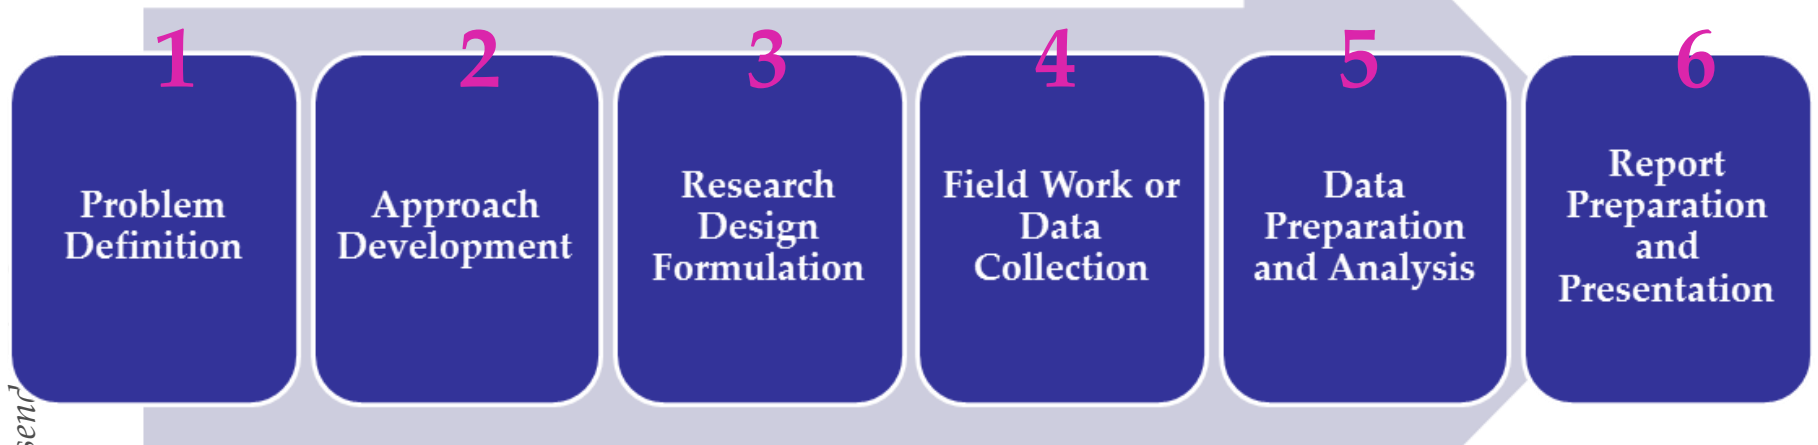 1
Problem
Definition
2
Approach
Development
3
Research
Design
Formulation
4
Field Work or
Data
Collection
5
Data
Preparation
and Analysis
6
Report
Preparation
and
Presentation